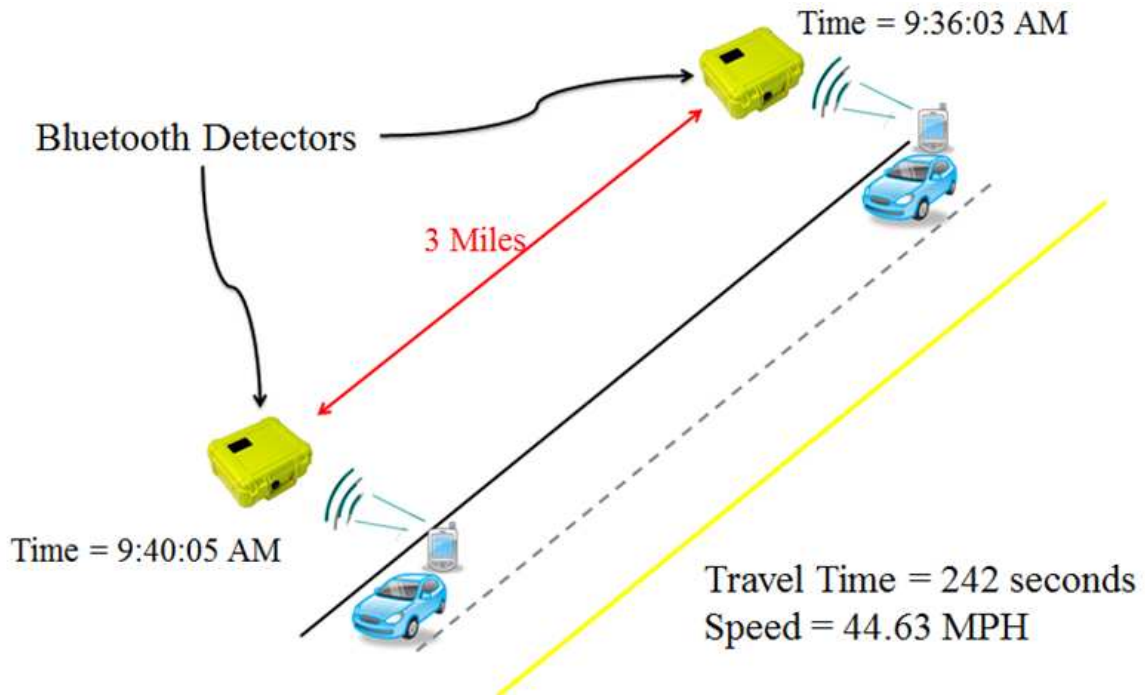 Time = 9:36:03 AM
Bluetooth Detectors
3 Miles
Time = 9:40:05 AM
Travel Time = 242 seconds
Speed = 44.63 MPH